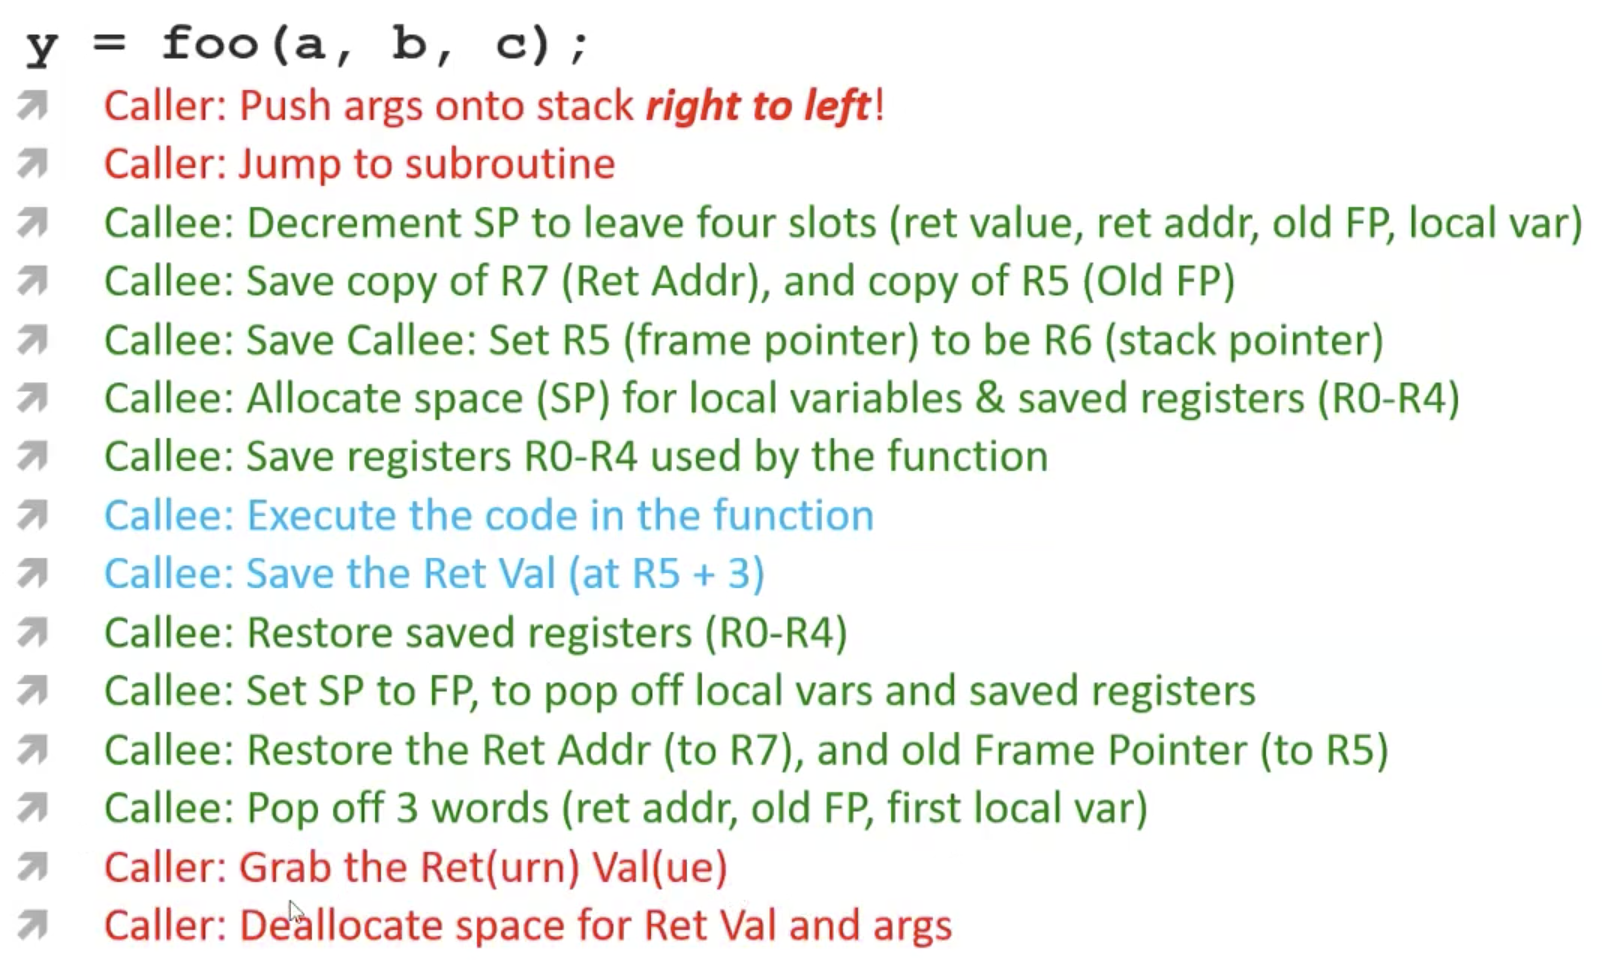 y = foo(a, b, c);
Caller: Push args onto stack right to left!
Caller: Jump to subroutine
Callee: Decrement SP to leave four slots (ret value, ret addr, old FP, local var)
Callee: Save copy of R7 (Ret Addr), and copy of R5 (Old FP)
Callee: Save Callee: Set R5 (frame pointer) to be R6 (stack pointer)
Callee: Allocate space (SP) for local variables & saved registers (R0-R4)
Callee: Save registers R0-R4 used by the function
Callee: Execute the code in the function
Callee: Save the Ret Val (at R5 + 3)
Callee: Restore saved registers (R0-R4)
Callee: Set SP to FP, to pop off local vars and saved registers
Callee: Restore the Ret Addr (to R7), and old Frame Pointer (to R5)
Callee: Pop off 3 words (ret addr, old FP, first local var)
Caller: Grab the Ret(urn) Val(ue)
Caller: Deallocate space for Ret Val and args